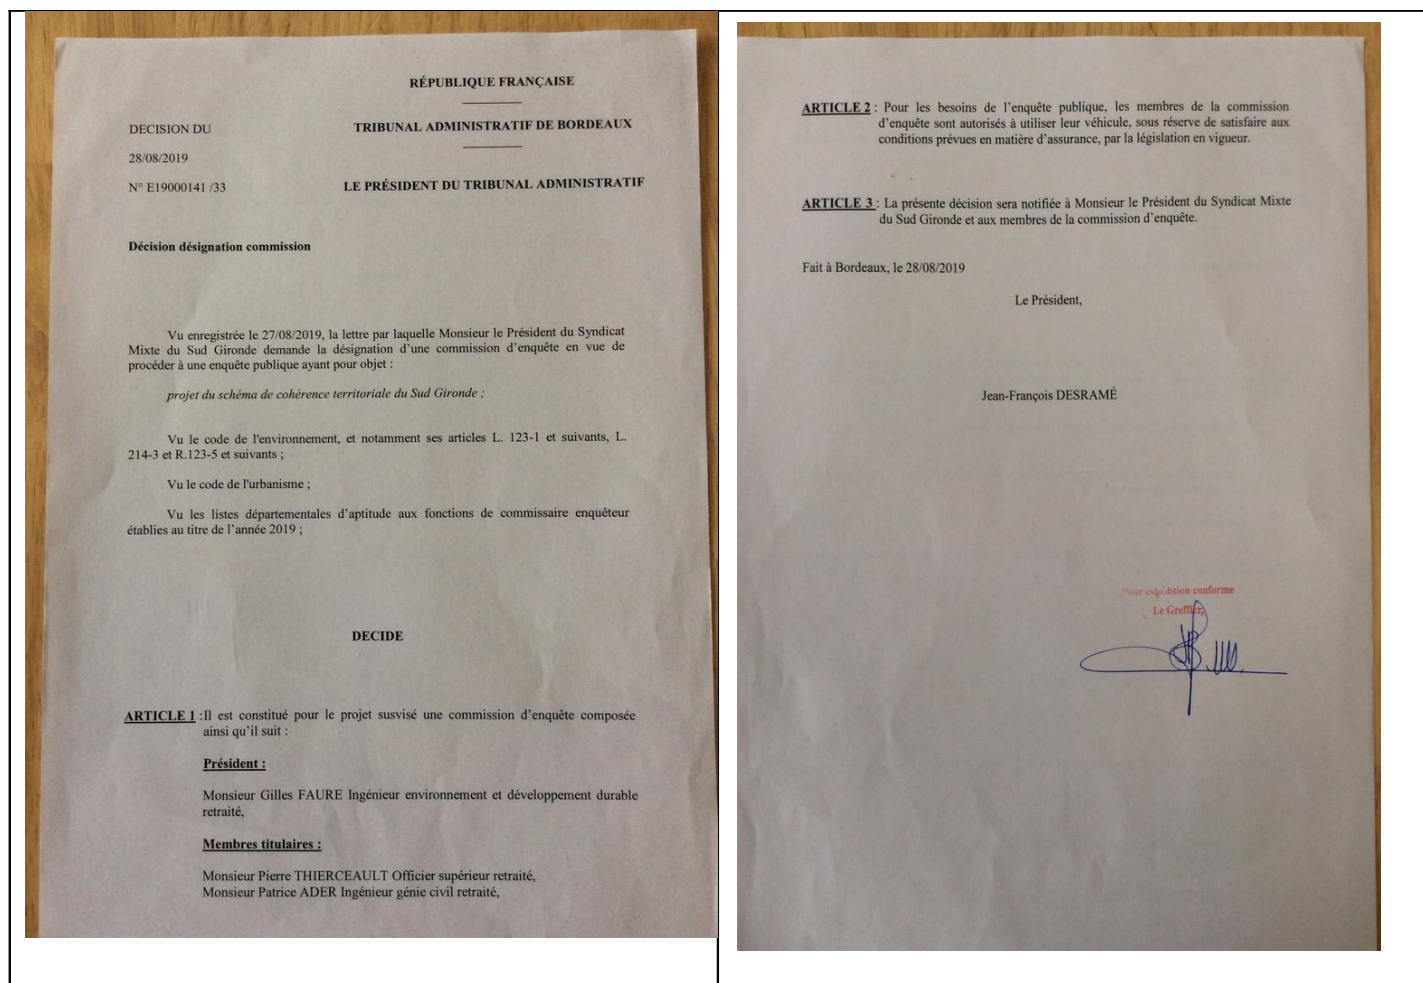 RÉPUBLIQUE FRANÇAISE
DECISION DU
TRIBUNAL ADMINISTRATIF DE BORDEAUX
28/08/2019
N° E19000141 /33
LE PRÉSIDENT DU TRIBUNAL ADMINISTRATIF
Décision désignation commission
Vu enregistrée le 27/08/2019, la lettre par laquelle Monsieur le Président du Syndicat
Mixte du Sud Gironde demande la désignation d'une commission d'enquête en vue de
procéder à une enquête publique ayant pour objet :
projet du schéma de cohérence territoriale du Sud Gironde ;
Vu le code de l'environnement, et notamment ses articles L. 123-1 et suivants, L.
214-3 et R.123-5 et suivants ;
Vu le code de l'urbanisme ;
Vu les listes départementales d'aptitude aux fonctions de commissaire enquêteur
établies au titre de l'année 2019 ;
DECIDE
ARTICLE 1 :Il est constitué pour le projet susvisé une commission d'enquête composée
ainsi qu'il suit :
Président :
Monsieur Gilles FAURE Ingénieur environnement et développement durable
retraité,
Membres titulaires :
Monsieur Pierre THIERCEAULT Officier supérieur retraité,
Monsieur Patrice ADER Ingénieur génie civil retraité,
ARTICLE 2 : Pour les besoins de l'enquête publique, les membres de la commission
d'enquête sont autorisés à utiliser leur véhicule, sous réserve de satisfaire aux
conditions prévues en matière d'assurance, par la législation en vigueur.
ARTICLE 3 : La présente décision sera notifiée à Monsieur le Président du Syndicat Mixte
du Sud Gironde et aux membres de la commission d'enquête.
Fait à Bordeaux, le 28/08/2019
Le Président,
Jean-François DESRAMÉ
Pour expédition conforme
Le Greffier,